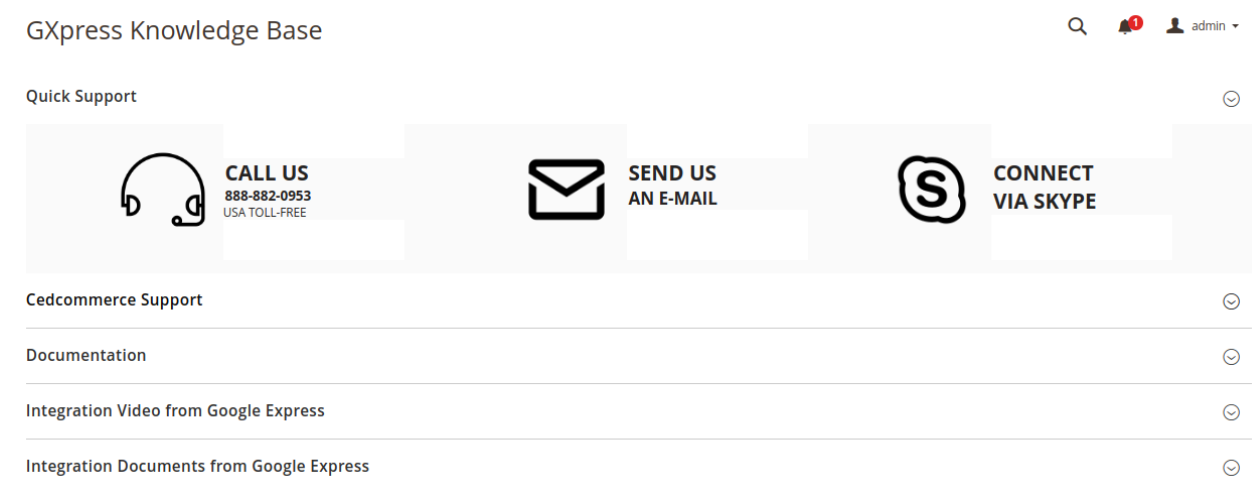 GXpress Knowledge Base
1
admin
Quick Support
CALL US
888-882-0953
USA TOLL-FREE
SEND US
AN E-MAIL
CONNECT
VIA SKYPE
Cedcommerce Support
Documentation
Integration Video from Google Express
Integration Documents from Google Express